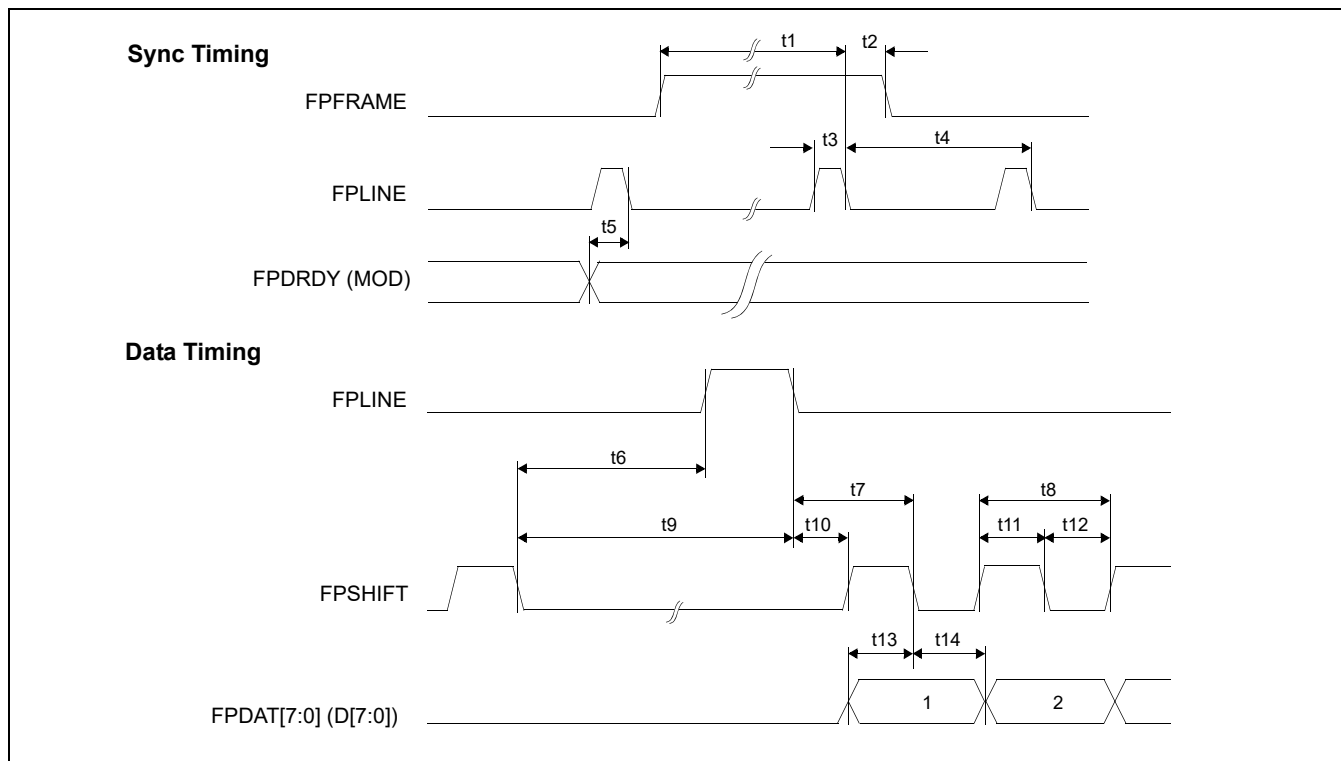 Sync Timing
t1
t2
FPFRAME
t3
t4
FPLINE
t5
FPDRDY (MOD)
Data Timing
FPLINE
t6
t7
t8
t9
t10
t11
t12
FPSHIFT
t13
t14
FPDAT[7:0] (D[7:0])
1
2